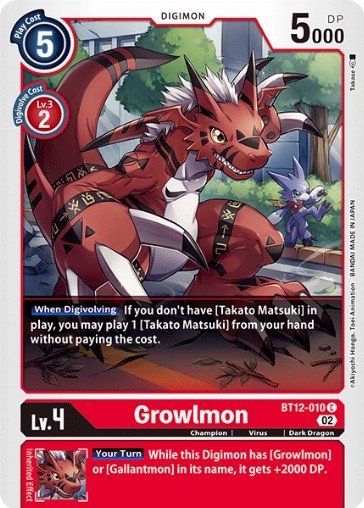 DIGIMON
Play Cost
5
5000
DP
Digivolve Cost
Lv.3
2
Takase
©Akiyoshi Hongo, Toei Animation BANDAI MADE IN JAPAN
When Digivolving If you don't have [Takato Matsuki] in
play, you may play 1 [Takato Matsuki] from your hand
without paying the cost.
BT12-010 C
Lv.4
Growlmon
02
Champion Virus Dark Dragon
Inherited Effect
Your Turn While this Digimon has [Growlmon]
or [Gallantmon] in its name, it gets +2000 DP.